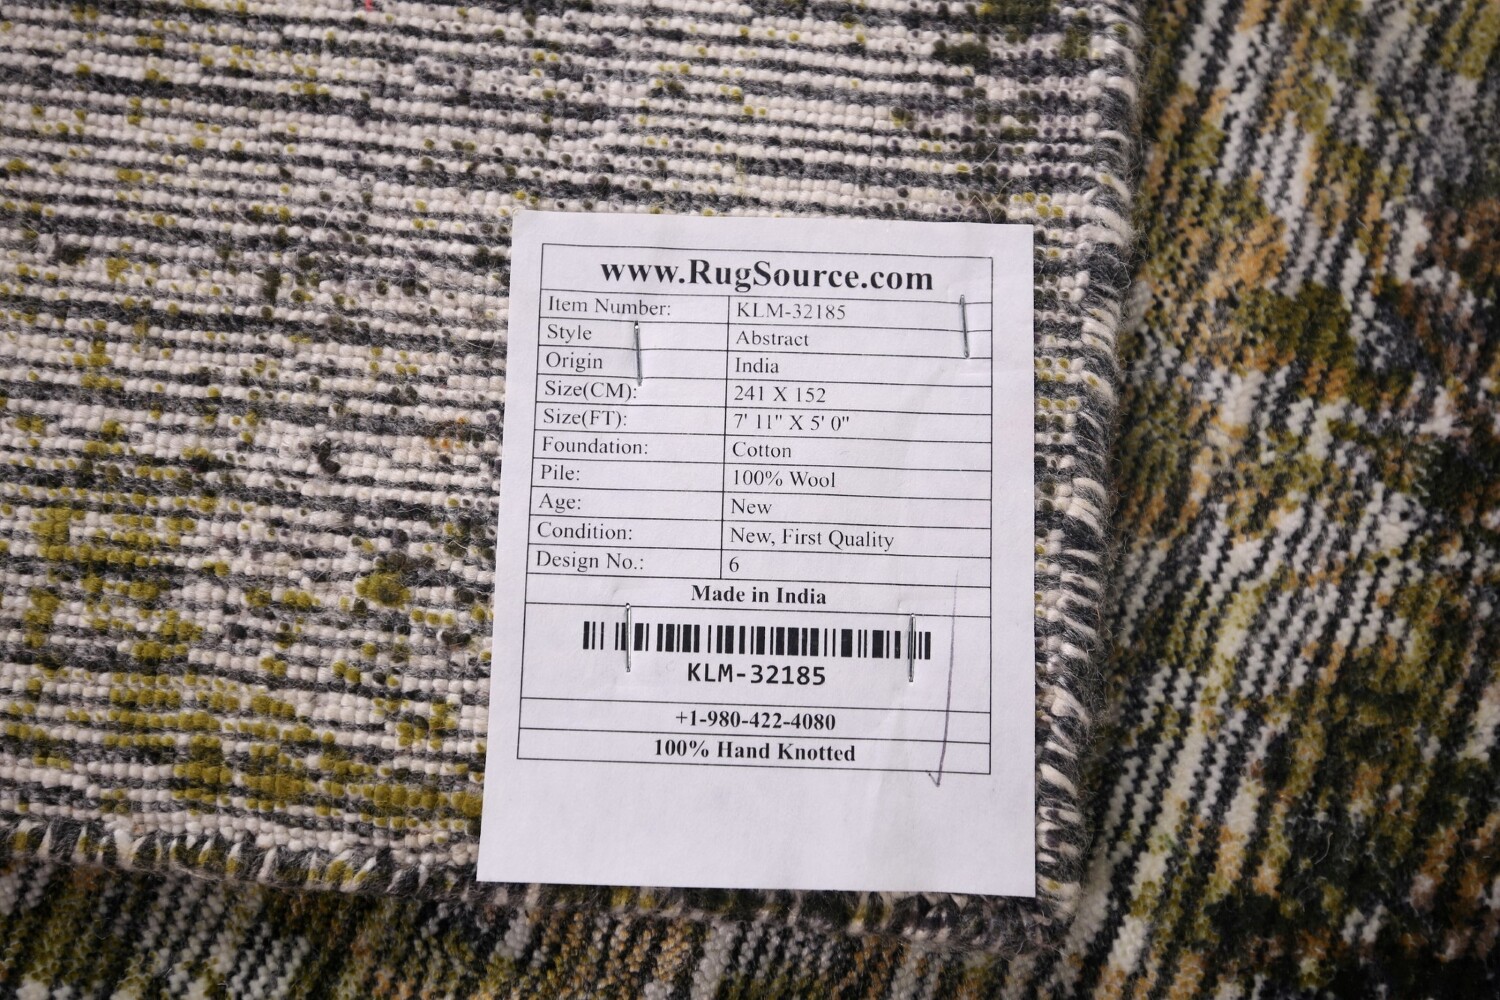 www.RugSource.com
Item Number: KLM-32185
Style Abstract
Origin India
Size(CM): 241 X 152
Size(FT): 7' 11" X 5' 0"
Foundation: Cotton
Pile: 100% Wool
Age: New
Condition: New, First Quality
Design No.: 6
Made in India
KLM-32185
+1-980-422-4080
100% Hand Knotted